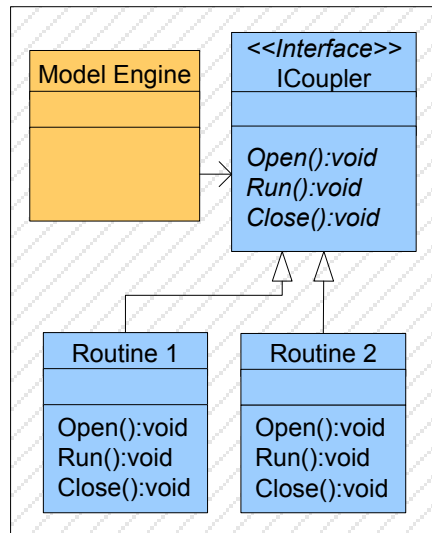 Model Engine
<<Interface>>
ICoupler
Open():void
Run():void
Close():void
Routine 1
Open():void
Run():void
Close():void
Routine 2
Open():void
Run():void
Close():void